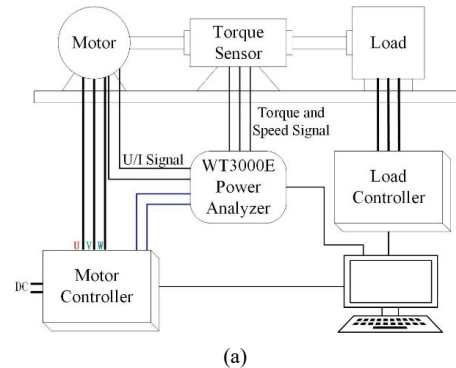 Motor
Torque
Sensor
Load
Torque and
Speed Signal
U/I Signal
WT3000E
Power
Analyzer
Load
Controller
U V W
Motor
Controller
DC
(a)